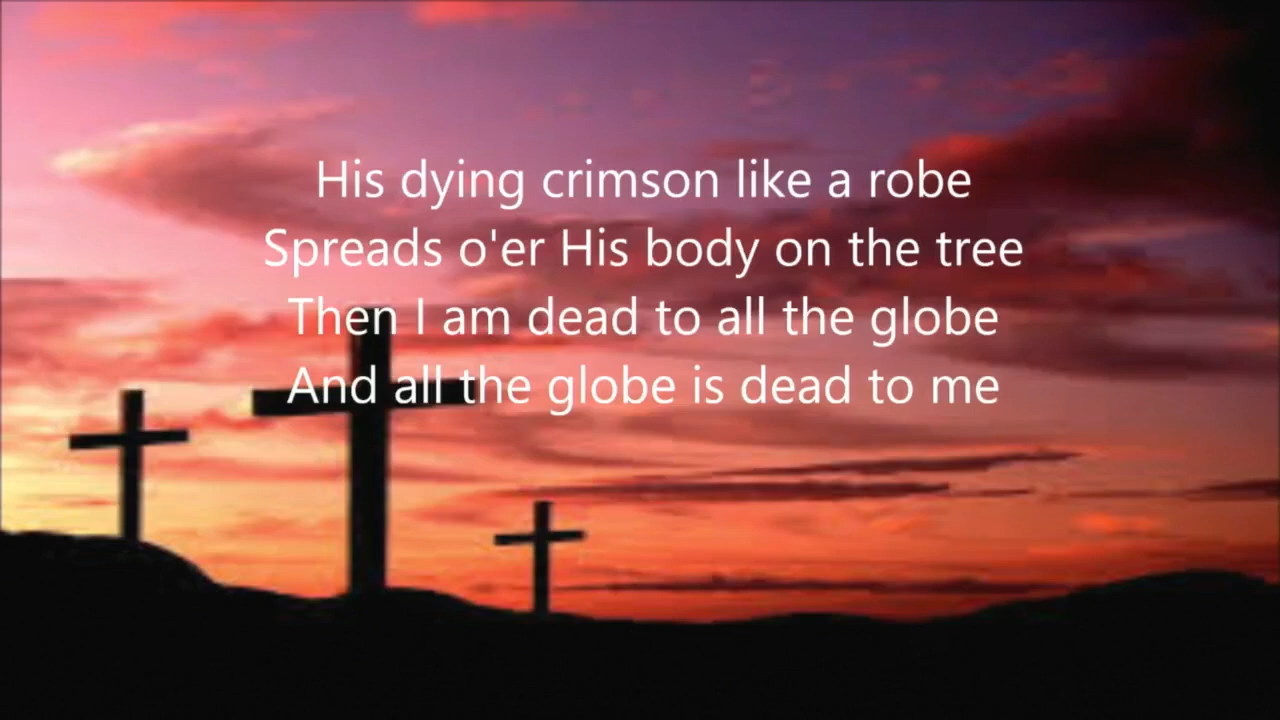 His dying crimson like a robe
Spreads o'er His body on the tree
Then I am dead to all the globe
And all the globe is dead to me